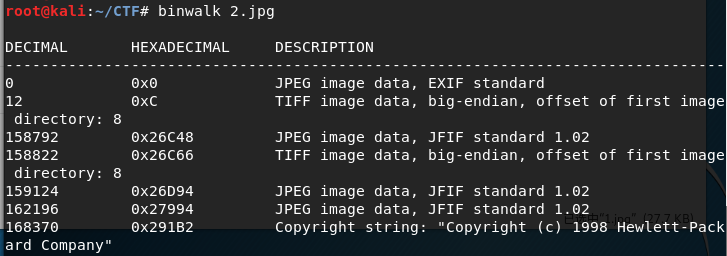 root@kali:~/CTF# binwalk 2.jpg
DECIMAL       HEXADECIMAL     DESCRIPTION
--------------------------------------------------------------------------------
0             0x0             JPEG image data, EXIF standard
12            0xC             TIFF image data, big-endian, offset of first image
 directory: 8
158792        0x26C48         JPEG image data, JFIF standard 1.02
158822        0x26C66         TIFF image data, big-endian, offset of first image
 directory: 8
159124        0x26D94         JPEG image data, JFIF standard 1.02
162196        0x27994         JPEG image data, JFIF standard 1.02
168370        0x291B2         Copyright string: "Copyright (c) 1998 Hewlett-Pack
ard Company"